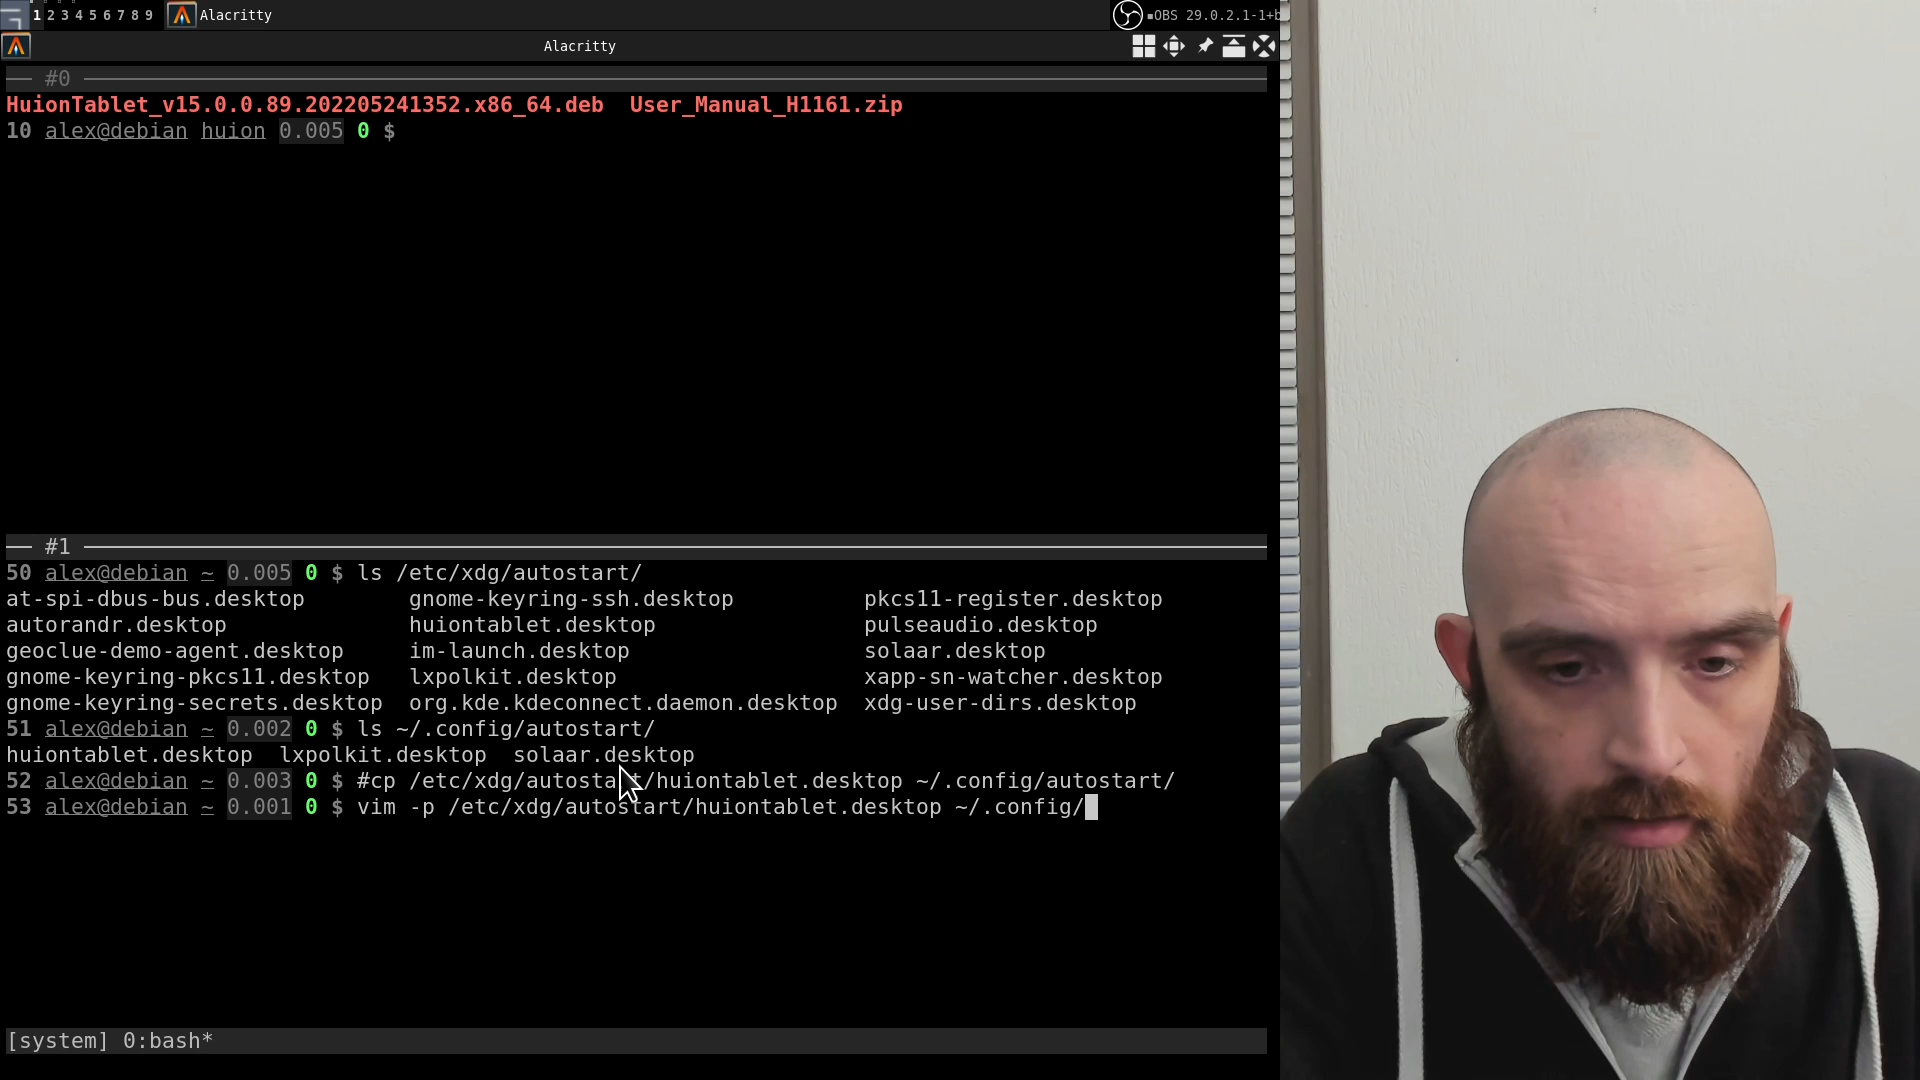 1 2 3 4 5 6 7 8 9 Alacritty ▪OBS 29.0.2.1-1+b
Alacritty
── #0 ──
HuionTablet_v15.0.0.89.202205241352.x86_64.deb  User_Manual_H1161.zip
10 alex@debian huion 0.005 0 $
── #1 ──
50 alex@debian ~ 0.005 0 $ ls /etc/xdg/autostart/
at-spi-dbus-bus.desktop        gnome-keyring-ssh.desktop          pkcs11-register.desktop
autorandr.desktop              huiontablet.desktop                pulseaudio.desktop
geoclue-demo-agent.desktop     im-launch.desktop                  solaar.desktop
gnome-keyring-pkcs11.desktop   lxpolkit.desktop                   xapp-sn-watcher.desktop
gnome-keyring-secrets.desktop  org.kde.kdeconnect.daemon.desktop  xdg-user-dirs.desktop
51 alex@debian ~ 0.002 0 $ ls ~/.config/autostart/
huiontablet.desktop  lxpolkit.desktop  solaar.desktop
52 alex@debian ~ 0.003 0 $ #cp /etc/xdg/autostart/huiontablet.desktop ~/.config/autostart/
53 alex@debian ~ 0.001 0 $ vim -p /etc/xdg/autostart/huiontablet.desktop ~/.config/
[system] 0:bash*